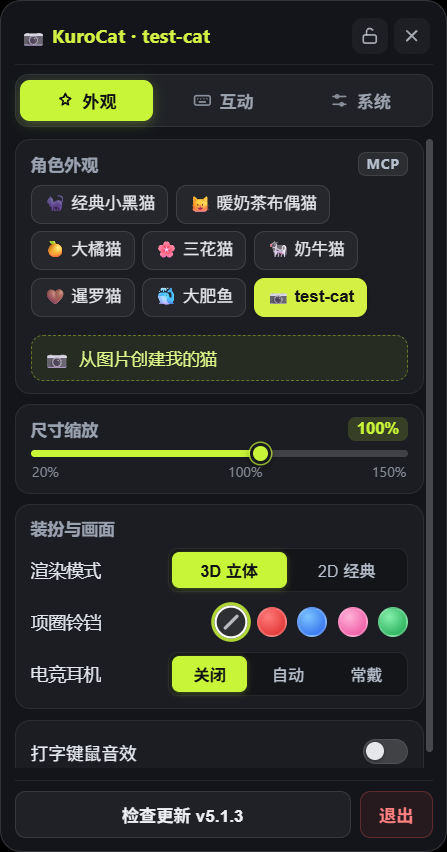 KuroCat · test-cat
外观
互动
系统
角色外观
MCP
经典小黑猫
暖奶茶布偶猫
大橘猫
三花猫
奶牛猫
暹罗猫
大肥鱼
test-cat
从图片创建我的猫
尺寸缩放
100%
20%
100%
150%
装扮与画面
渲染模式
3D 立体
2D 经典
项圈铃铛
电竞耳机
关闭
自动
常戴
打字键鼠音效
检查更新 v5.1.3
退出